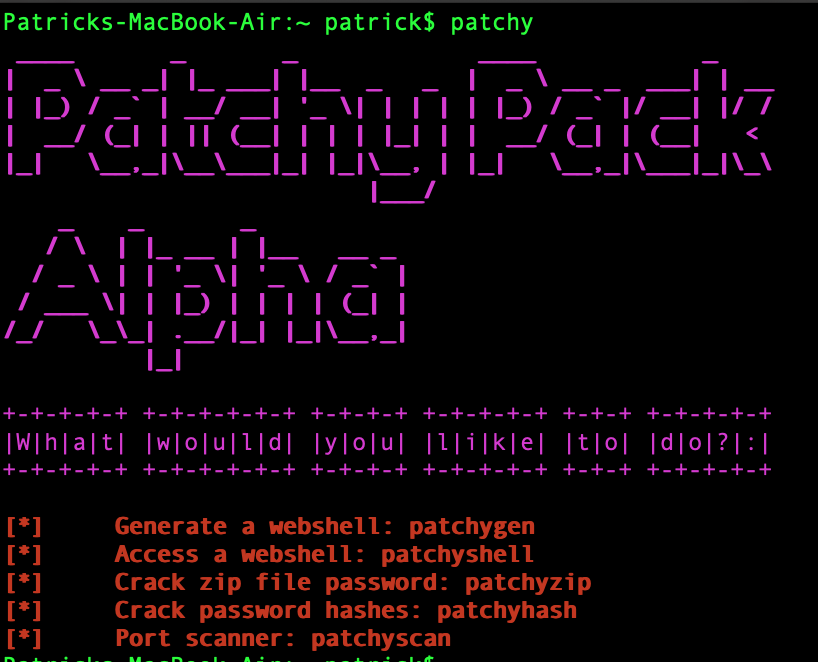 Patricks-MacBook-Air:~ patrick$ patchy
Patchy Pack
Alpha
+-+-+-+-+ +-+-+-+-+-+ +-+-+-+ +-+-+-+-+ +-+-+ +-+-+-+-+
|W|h|a|t| |w|o|u|l|d| |y|o|u| |l|i|k|e| |t|o| |d|o|?|:|
+-+-+-+-+ +-+-+-+-+-+ +-+-+-+ +-+-+-+-+ +-+-+ +-+-+-+-+
[*] Generate a webshell: patchygen
[*] Access a webshell: patchyshell
[*] Crack zip file password: patchyzip
[*] Crack password hashes: patchyhash
[*] Port scanner: patchyscan
Patricks-MacBook-Air:~ patrick$